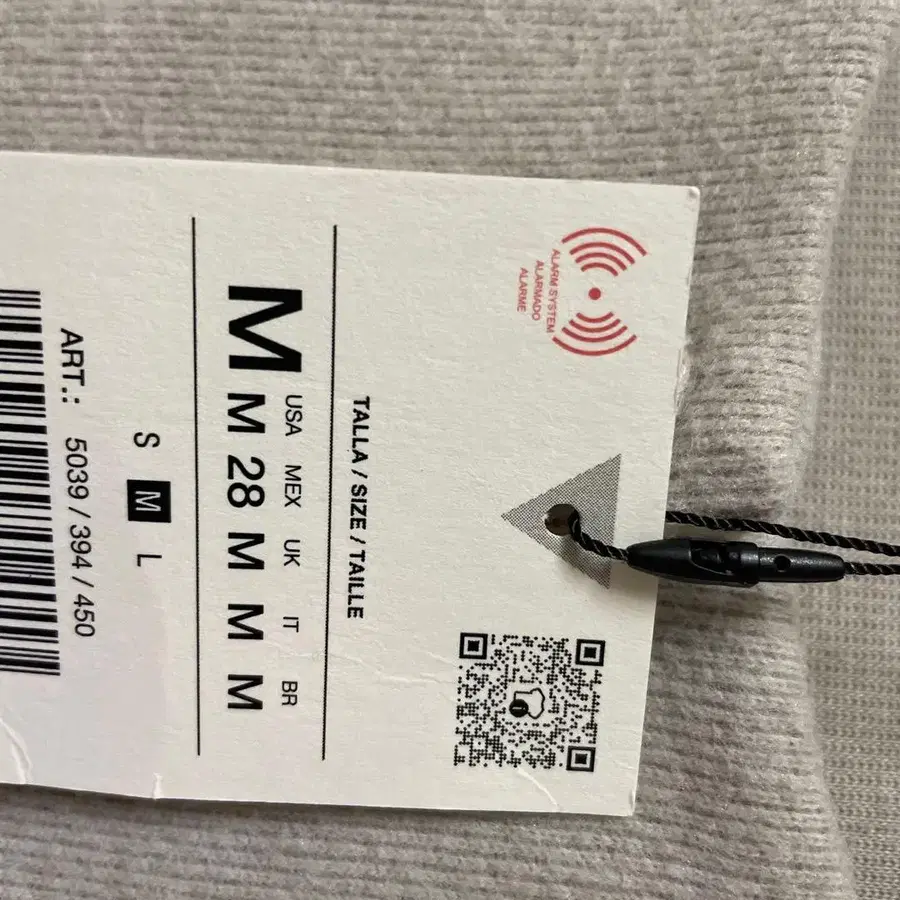 ALARM SYSTEM
ALARMADO
ALARME
TALLA / SIZE / TAILLE
USA MEX UK IT BR
M M 28 M M M
S M L
ART.: 5039 / 394 / 450